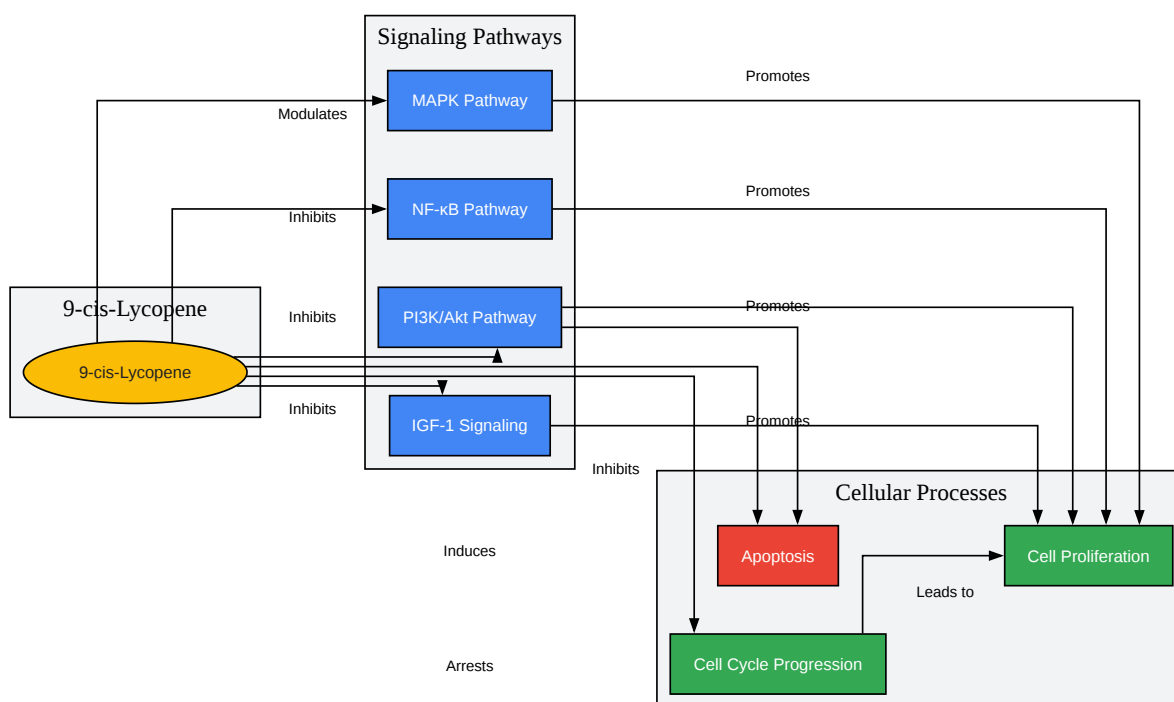 Signaling Pathways
MAPK Pathway
Promotes
Modulates
NF-κB Pathway
Promotes
Inhibits
9-cis-Lycopene
Inhibits
PI3K/Akt Pathway
Promotes
9-cis-Lycopene
Inhibits
IGF-1 Signaling
Promotes
Inhibits
Cellular Processes
Induces
Apoptosis
Cell Proliferation
Leads to
Arrests
Cell Cycle Progression